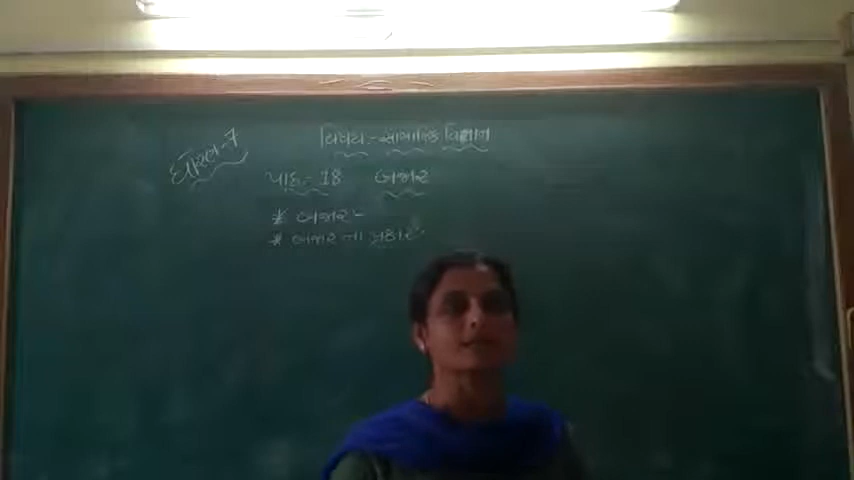 ધોરણ-7
વિષય:-સામાજિક વિજ્ઞાન
પાઠ:-18 બજાર
* બજાર:-
* બજાર ના પ્રકાર:-